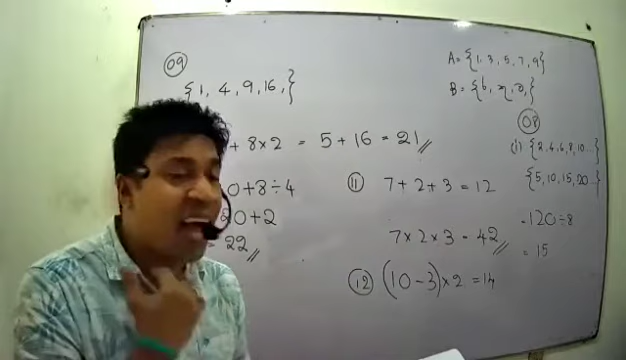 09
{1, 4, 9, 16, }
+ 8×2 = 5 + 16 = 21
0+8÷4
20+2
22
11 7+2+3 = 12
7×2×3 = 42
12 (10-3)×2 = 14
A= {1, 3, 5, 7, 9}
08
(i) {2,4,6,8,10...}
{5,10,15,20...}
120÷8
= 15